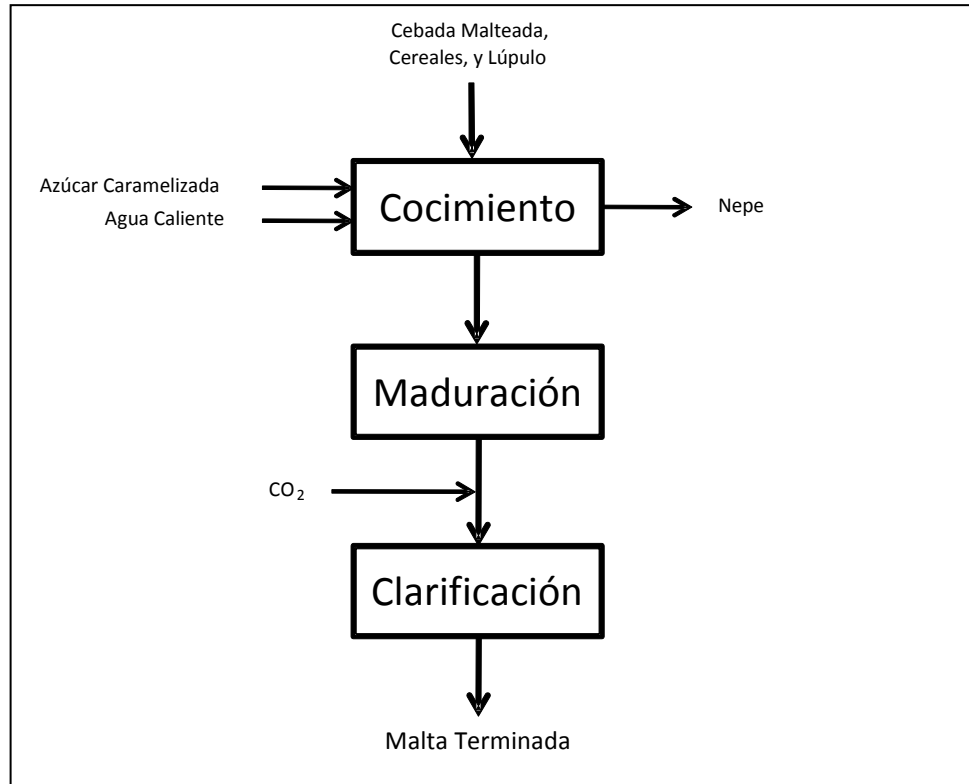 Cebada Malteada,
Cereales, y Lúpulo
Azúcar Caramelizada
Agua Caliente
Cocimiento
Nepe
Maduración
CO₂
Clarificación
Malta Terminada